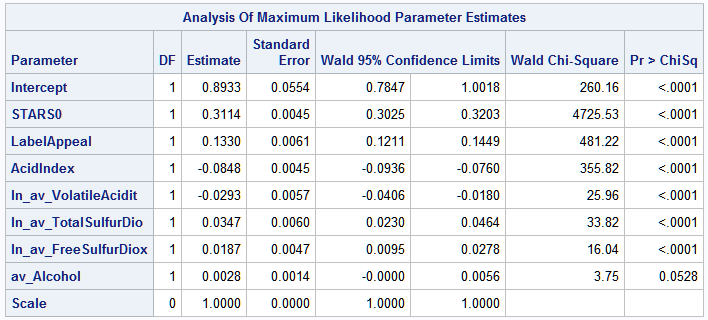 Analysis Of Maximum Likelihood Parameter Estimates
Parameter DF Estimate Standard Error Wald 95% Confidence Limits Wald Chi-Square Pr > ChiSq
Intercept 1 0.8933 0.0554 0.7847 1.0018 260.16 <.0001
STARS0 1 0.3114 0.0045 0.3025 0.3203 4725.53 <.0001
LabelAppeal 1 0.1330 0.0061 0.1211 0.1449 481.22 <.0001
AcidIndex 1 -0.0848 0.0045 -0.0936 -0.0760 355.82 <.0001
ln_av_VolatileAcidit 1 -0.0293 0.0057 -0.0406 -0.0180 25.96 <.0001
ln_av_TotalSulfurDio 1 0.0347 0.0060 0.0230 0.0464 33.82 <.0001
ln_av_FreeSulfurDiox 1 0.0187 0.0047 0.0095 0.0278 16.04 <.0001
av_Alcohol 1 0.0028 0.0014 -0.0000 0.0056 3.75 0.0528
Scale 0 1.0000 0.0000 1.0000 1.0000